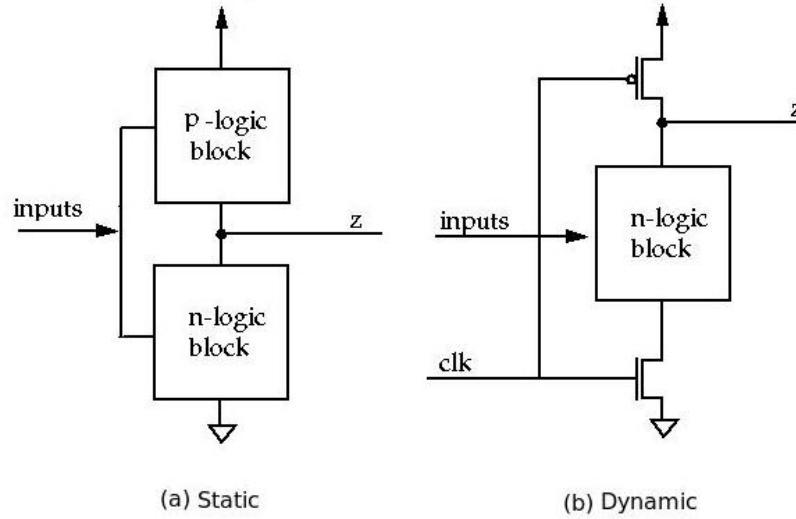 p -logic
block
inputs
z
n-logic
block
(a) Static
z
inputs
n-logic
block
clk
(b) Dynamic